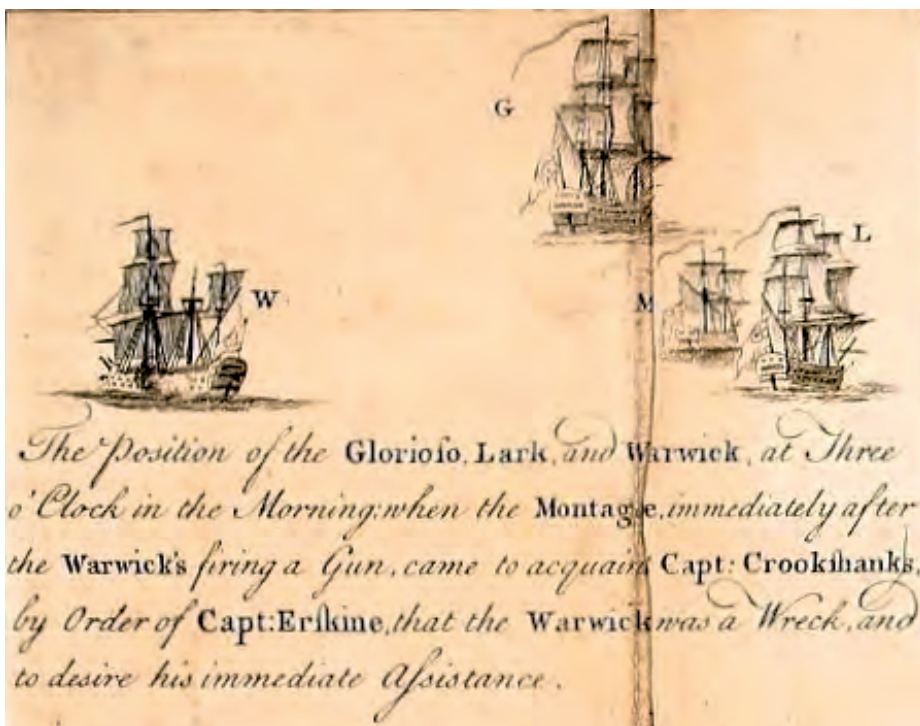 G
L
W
M
The Position of the Glorioſo, Lark, and Warwick, at Three
o'Clock in the Morning: when the Montagle, immediately after
the Warwick's firing a Gun, came to acquaint Capt: Crookſhanks,
by Order of Capt: Erſkine, that the Warwick was a Wreck, and
to desire his immediate Aſsistance.